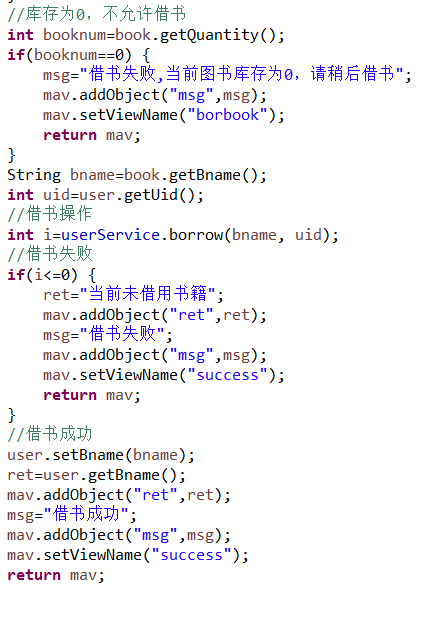 //库存为0，不允许借书
int booknum=book.getQuantity();
if(booknum==0) {
    msg="借书失败,当前图书库存为0，请稍后借书";
    mav.addObject("msg",msg);
    mav.setViewName("borbook");
    return mav;
}
String bname=book.getBname();
int uid=user.getUid();
//借书操作
int i=userService.borrow(bname, uid);
//借书失败
if(i<=0) {
    ret="当前未借用书籍";
    mav.addObject("ret",ret);
    msg="借书失败";
    mav.addObject("msg",msg);
    mav.setViewName("success");
    return mav;
}
//借书成功
user.setBname(bname);
ret=user.getBname();
mav.addObject("ret",ret);
msg="借书成功";
mav.addObject("msg",msg);
mav.setViewName("success");
return mav;